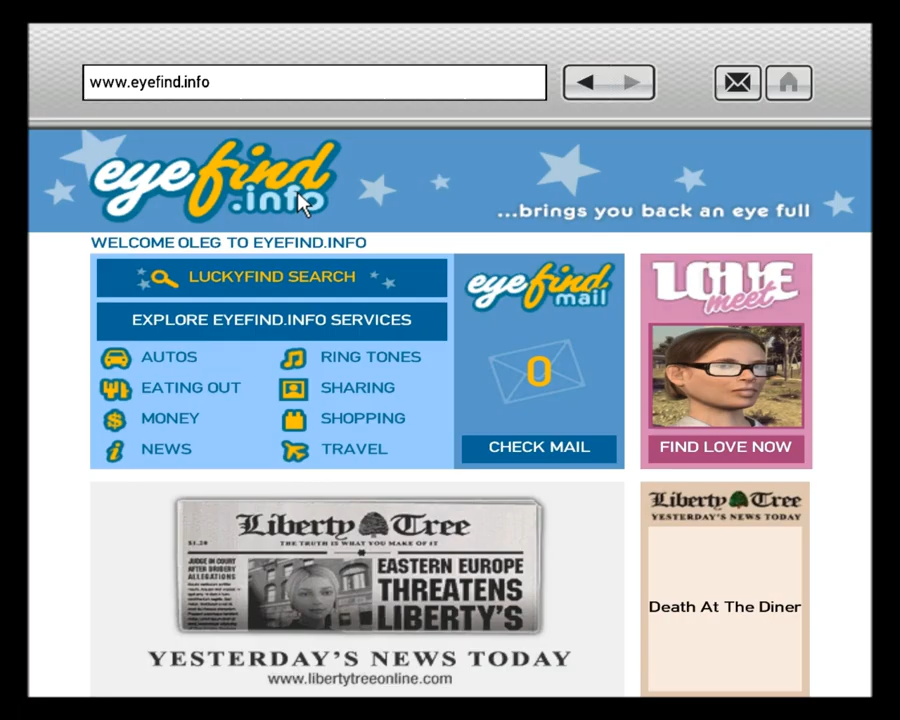 www.eyefind.info
eyefind
.info
...brings you back an eye full
WELCOME OLEG TO EYEFIND.INFO
LUCKYFIND SEARCH
EXPLORE EYEFIND.INFO SERVICES
AUTOS
RING TONES
EATING OUT
SHARING
MONEY
SHOPPING
NEWS
TRAVEL
eyefind
mail
0
CHECK MAIL
LOVE
meet
FIND LOVE NOW
Liberty Tree
THE TRUTH IS WHAT YOU MAKE OF IT
JUDGE IN COURT
AFTER BRIBERY
ALLEGATIONS
EASTERN EUROPE
THREATENS
LIBERTY'S
YESTERDAY'S NEWS TODAY
www.libertytreeonline.com
Liberty Tree
YESTERDAY'S NEWS TODAY
Death At The Diner